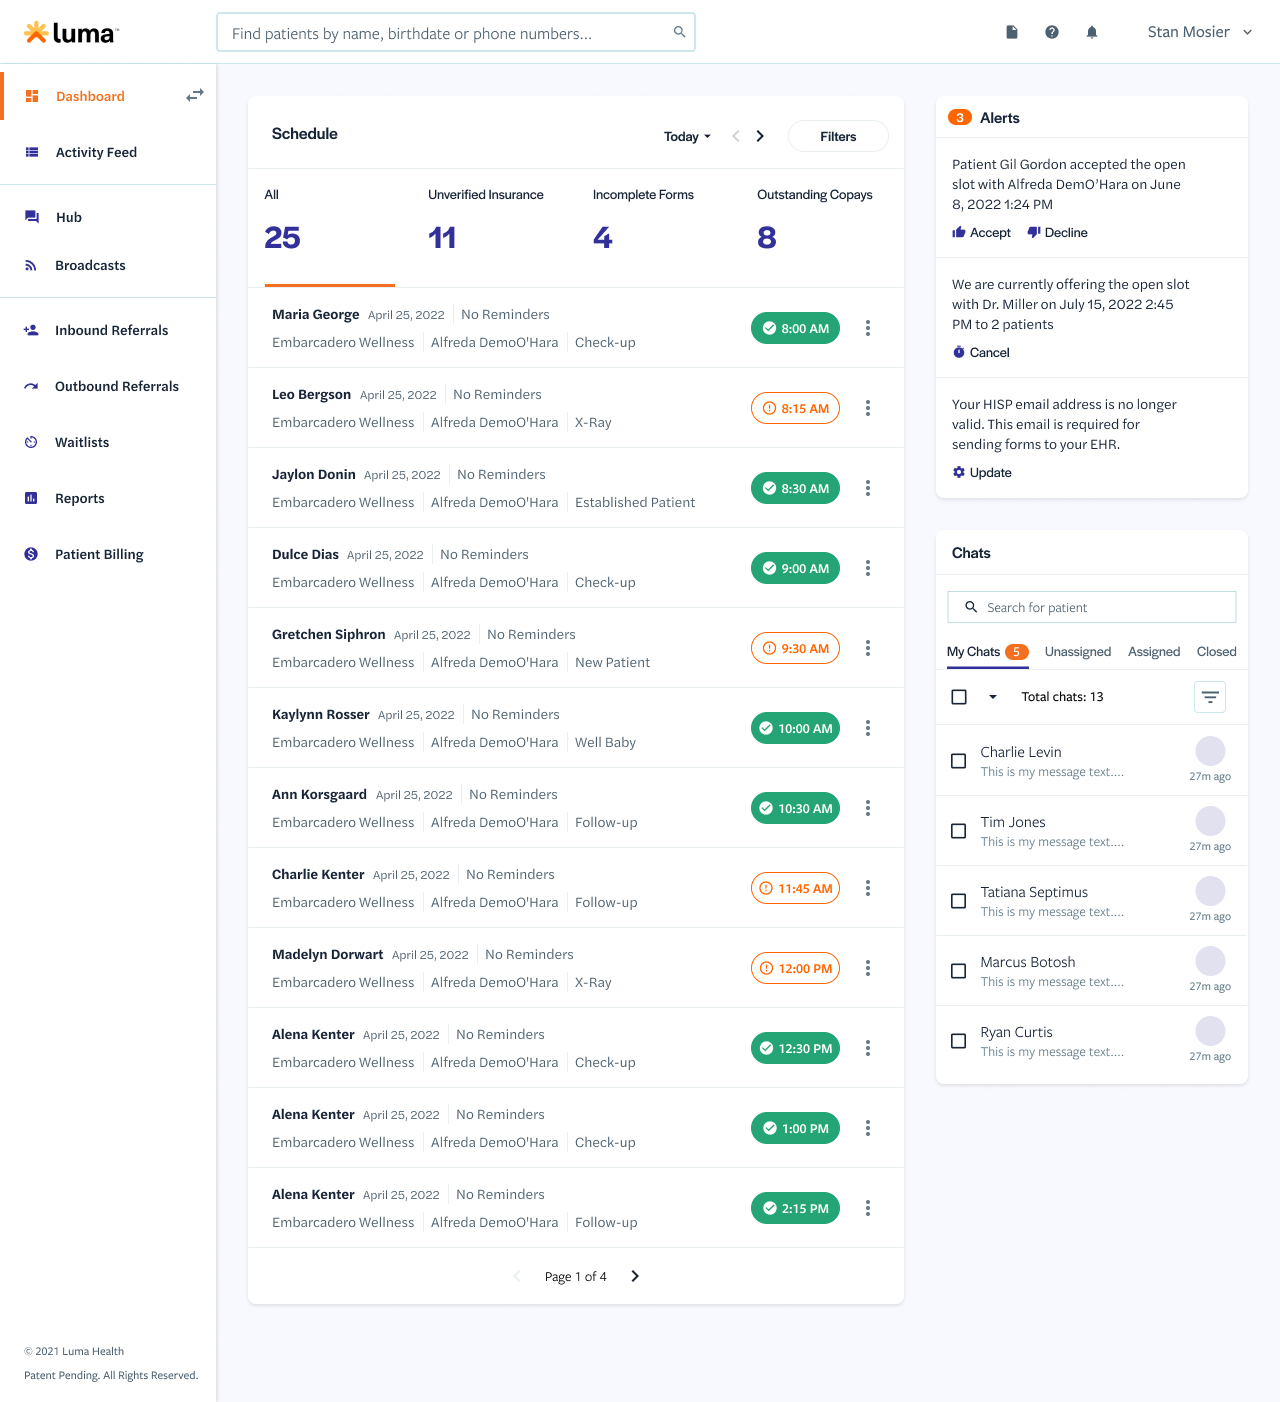 luma™
Find patients by name, birthdate or phone numbers...
Stan Mosier
Dashboard
Activity Feed
Hub
Broadcasts
Inbound Referrals
Outbound Referrals
Waitlists
Reports
Patient Billing
© 2021 Luma Health
Patent Pending. All Rights Reserved.
Schedule
Today
Filters
All
25
Unverified Insurance
11
Incomplete Forms
4
Outstanding Copays
8
Maria George April 25, 2022 No Reminders
Embarcadero Wellness Alfreda DemoO'Hara Check-up
8:00 AM
Leo Bergson April 25, 2022 No Reminders
Embarcadero Wellness Alfreda DemoO'Hara X-Ray
8:15 AM
Jaylon Donin April 25, 2022 No Reminders
Embarcadero Wellness Alfreda DemoO'Hara Established Patient
8:30 AM
Dulce Dias April 25, 2022 No Reminders
Embarcadero Wellness Alfreda DemoO'Hara Check-up
9:00 AM
Gretchen Siphron April 25, 2022 No Reminders
Embarcadero Wellness Alfreda DemoO'Hara New Patient
9:30 AM
Kaylynn Rosser April 25, 2022 No Reminders
Embarcadero Wellness Alfreda DemoO'Hara Well Baby
10:00 AM
Ann Korsgaard April 25, 2022 No Reminders
Embarcadero Wellness Alfreda DemoO'Hara Follow-up
10:30 AM
Charlie Kenter April 25, 2022 No Reminders
Embarcadero Wellness Alfreda DemoO'Hara Follow-up
11:45 AM
Madelyn Dorwart April 25, 2022 No Reminders
Embarcadero Wellness Alfreda DemoO'Hara X-Ray
12:00 PM
Alena Kenter April 25, 2022 No Reminders
Embarcadero Wellness Alfreda DemoO'Hara Check-up
12:30 PM
Alena Kenter April 25, 2022 No Reminders
Embarcadero Wellness Alfreda DemoO'Hara Check-up
1:00 PM
Alena Kenter April 25, 2022 No Reminders
Embarcadero Wellness Alfreda DemoO'Hara Follow-up
2:15 PM
Page 1 of 4
3 Alerts
Patient Gil Gordon accepted the open
slot with Alfreda DemO'Hara on June
8, 2022 1:24 PM
Accept Decline
We are currently offering the open slot
with Dr. Miller on July 15, 2022 2:45
PM to 2 patients
Cancel
Your HISP email address is no longer
valid. This email is required for
sending forms to your EHR.
Update
Chats
Search for patient
My Chats 5 Unassigned Assigned Closed
Total chats: 13
Charlie Levin
This is my message text....
27m ago
Tim Jones
This is my message text....
27m ago
Tatiana Septimus
This is my message text....
27m ago
Marcus Botosh
This is my message text....
27m ago
Ryan Curtis
This is my message text....
27m ago